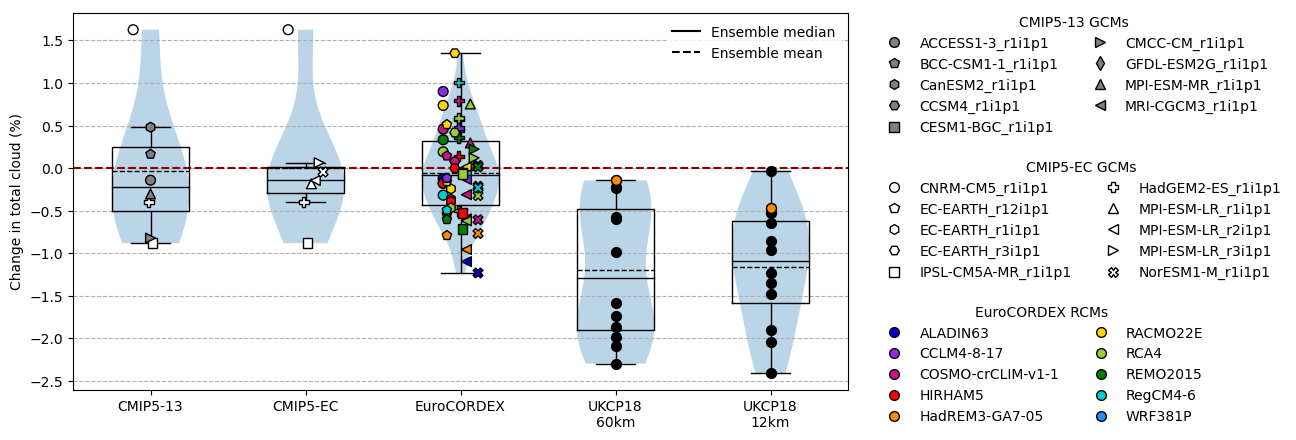 Change in total cloud (%)
1.5
1.0
0.5
0.0
−0.5
−1.0
−1.5
−2.0
−2.5
Ensemble median
Ensemble mean
CMIP5-13
CMIP5-EC
EuroCORDEX
UKCP18
60km
UKCP18
12km
CMIP5-13 GCMs
ACCESS1-3_r1i1p1
BCC-CSM1-1_r1i1p1
CanESM2_r1i1p1
CCSM4_r1i1p1
CESM1-BGC_r1i1p1
CMCC-CM_r1i1p1
GFDL-ESM2G_r1i1p1
MPI-ESM-MR_r1i1p1
MRI-CGCM3_r1i1p1
CMIP5-EC GCMs
CNRM-CM5_r1i1p1
EC-EARTH_r12i1p1
EC-EARTH_r1i1p1
EC-EARTH_r3i1p1
IPSL-CM5A-MR_r1i1p1
HadGEM2-ES_r1i1p1
MPI-ESM-LR_r1i1p1
MPI-ESM-LR_r2i1p1
MPI-ESM-LR_r3i1p1
NorESM1-M_r1i1p1
EuroCORDEX RCMs
ALADIN63
CCLM4-8-17
COSMO-crCLIM-v1-1
HIRHAM5
HadREM3-GA7-05
RACMO22E
RCA4
REMO2015
RegCM4-6
WRF381P